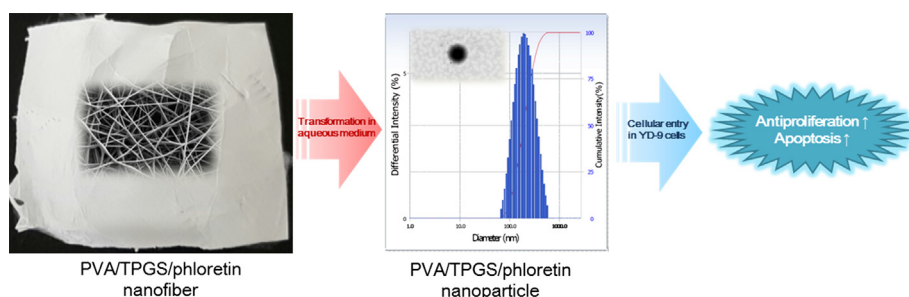 PVA/TPGS/phloretin
nanofiber
Transformation in
aqueous medium
Differential Intensity (%)
5
0
1.0
10.0
100.0
1000.0
Diameter (nm)
100
75
50
25
0
Cumulative Intensity(%)
PVA/TPGS/phloretin
nanoparticle
Cellular entry
in YD-9 cells
Antiproliferation ↑
Apoptosis ↑